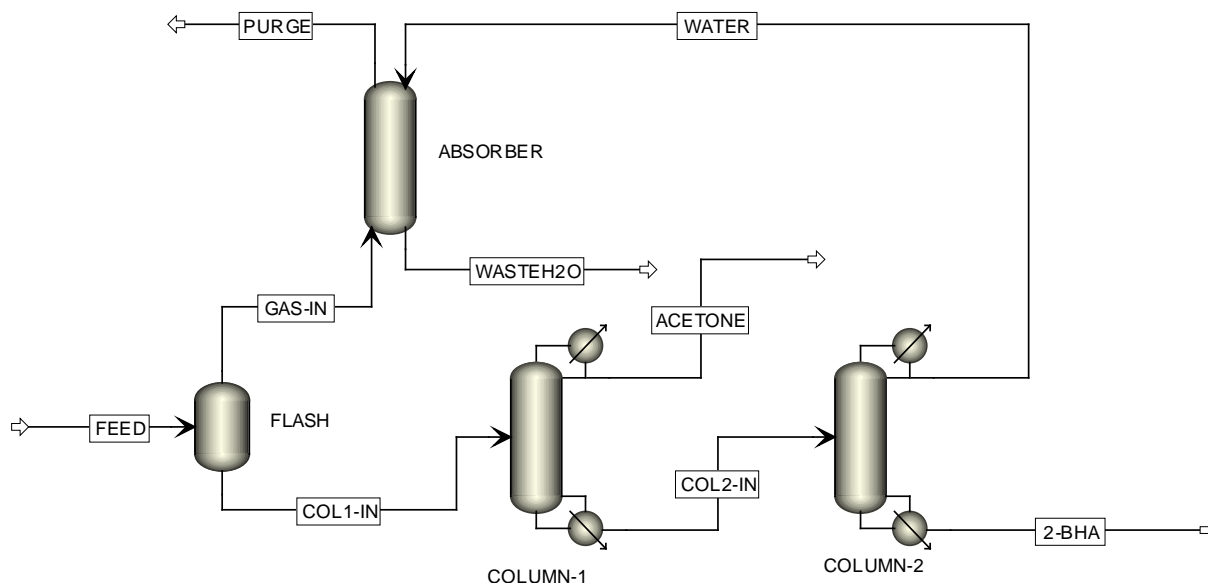 PURGE
WATER
ABSORBER
WASTEH2O
GAS-IN
ACETONE
FEED
FLASH
COL1-IN
COL2-IN
2-BHA
COLUMN-1
COLUMN-2